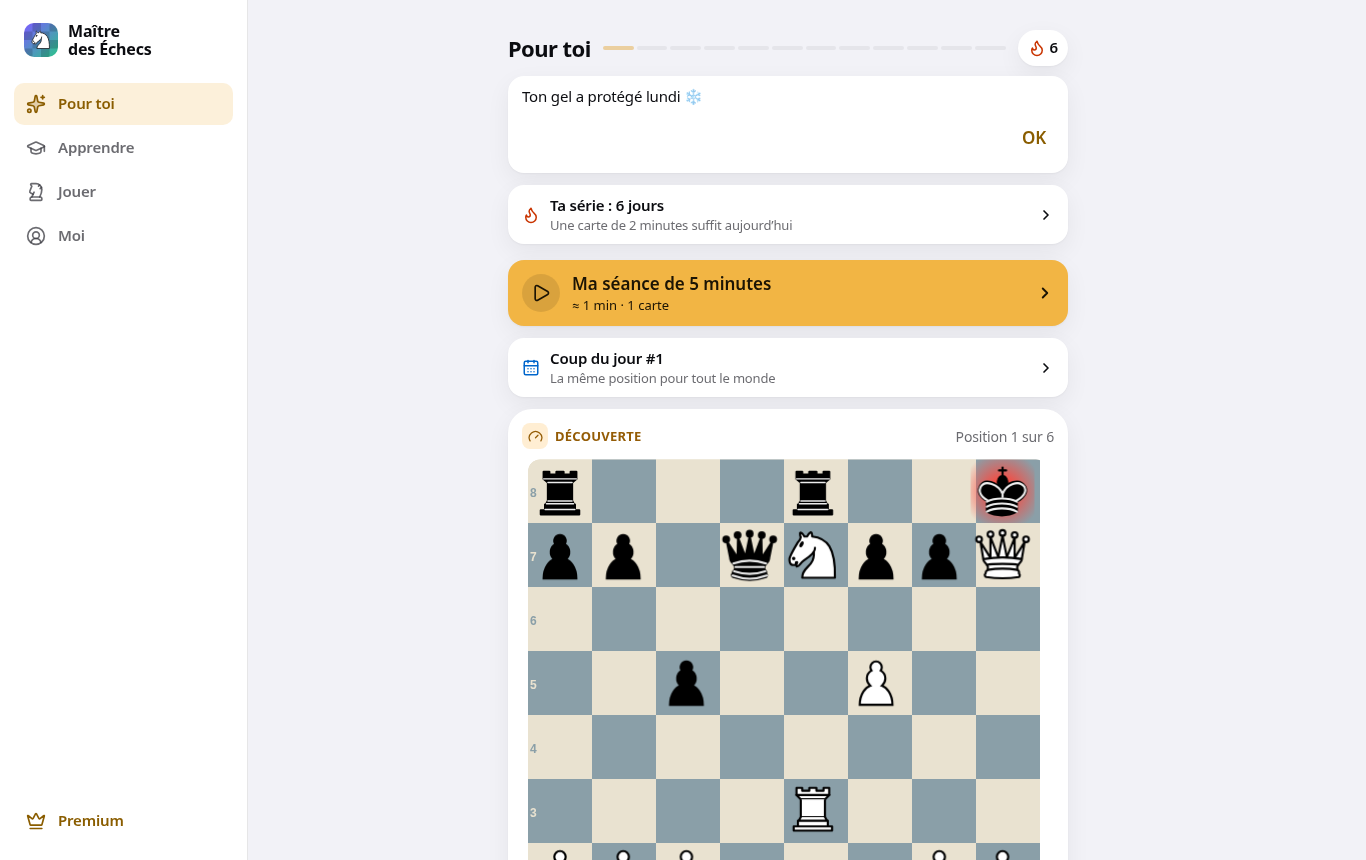 Maître
des Échecs
Pour toi
Apprendre
Jouer
Moi
Premium
Pour toi
6
Ton gel a protégé lundi ❄️
OK
Ta série : 6 jours
Une carte de 2 minutes suffit aujourd’hui
Ma séance de 5 minutes
≈ 1 min · 1 carte
Coup du jour #1
La même position pour tout le monde
DÉCOUVERTE
Position 1 sur 6
8
7
6
5
4
3